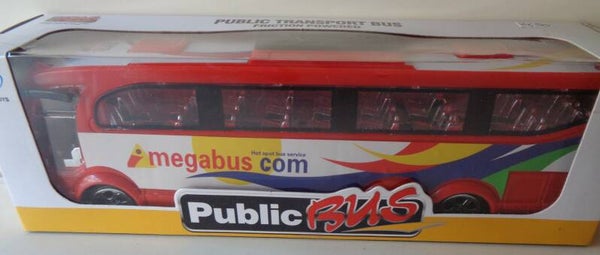 PUBLIC TRANSPORT BUS
FRICTION POWERED
Hot spot bus service
megabus com
Public BUS